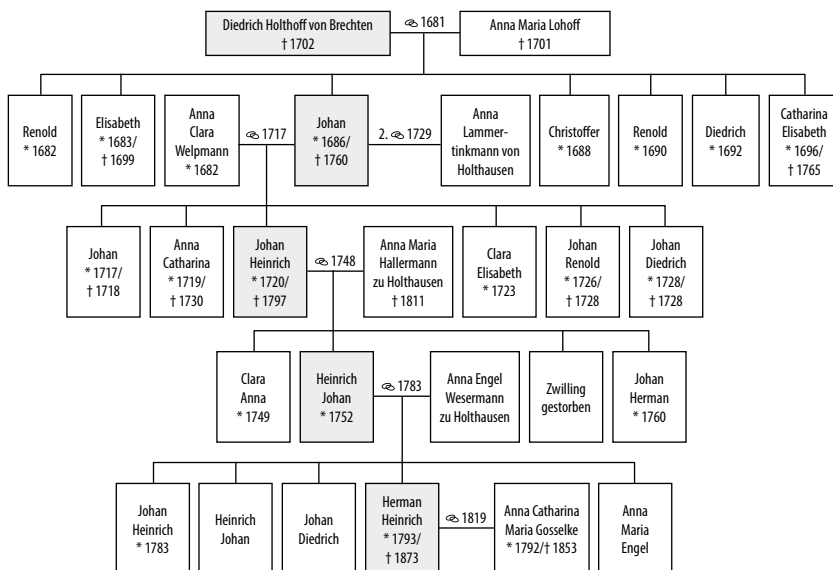 Diedrich Holthoff von Brechten
† 1702
⚭ 1681
Anna Maria Lohoff
† 1701
Renold
* 1682
Elisabeth
* 1683/
† 1699
Anna
Clara
Welpmann
* 1682
⚭ 1717
Johan
* 1686/
† 1760
2. ⚭ 1729
Anna
Lammer-
tinkmann von
Holthausen
Christoffer
* 1688
Renold
* 1690
Diedrich
* 1692
Catharina
Elisabeth
* 1696/
† 1765
Johan
* 1717/
† 1718
Anna
Catharina
* 1719/
† 1730
Johan
Heinrich
* 1720/
† 1797
⚭ 1748
Anna Maria
Hallermann
zu Holthausen
† 1811
Clara
Elisabeth
* 1723
Johan
Renold
* 1726/
† 1728
Johan
Diedrich
* 1728/
† 1728
Clara
Anna
* 1749
Heinrich
Johan
* 1752
⚭ 1783
Anna Engel
Wesermann
zu Holthausen
Zwilling
gestorben
Johan
Herman
* 1760
Johan
Heinrich
* 1783
Heinrich
Johan
Johan
Diedrich
Herman
Heinrich
* 1793/
† 1873
⚭ 1819
Anna Catharina
Maria Gosselke
* 1792/† 1853
Anna
Maria
Engel